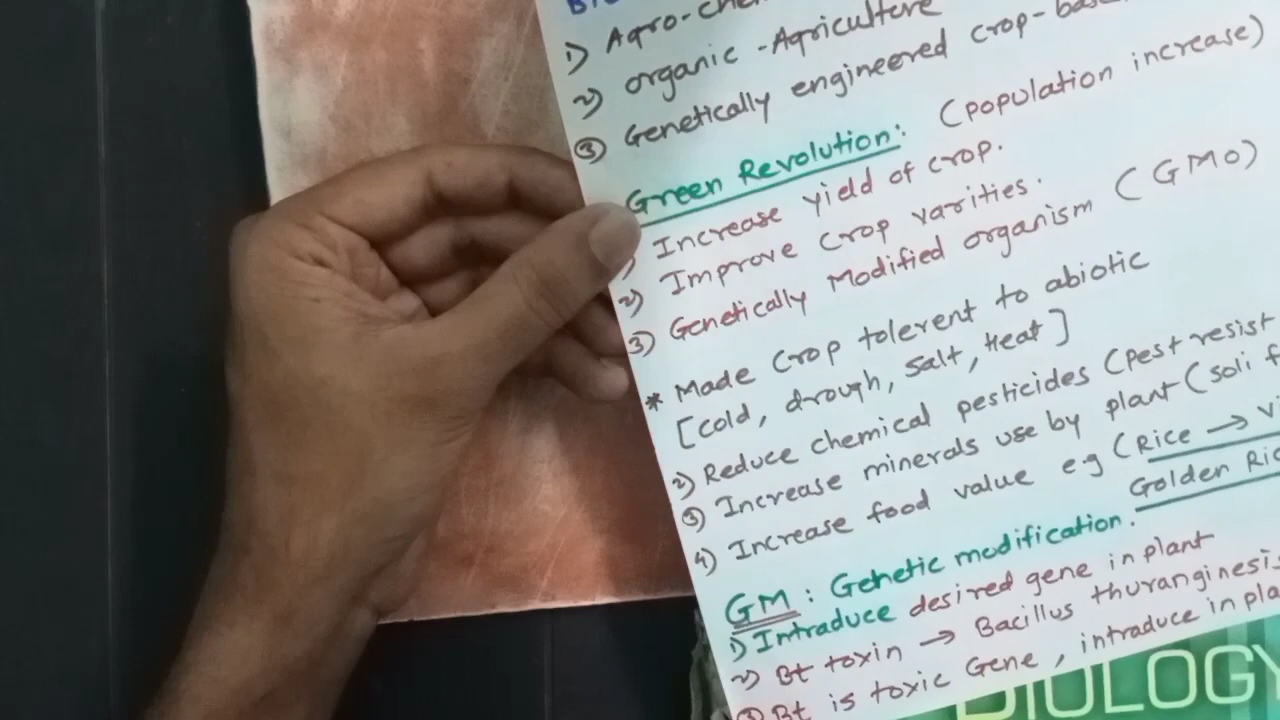 1) Agro-che
2) organic - Agriculture
③ Genetically engineered crop-base
Green Revolution: (population increase)
) Increase yield of crop.
2) Improve crop varities.
3) Genetically Modified organism (GMO)
* Made Crop tolerent to abiotic
[cold, drough, salt, Heat]
2) Reduce chemical pesticides (pest resist
③ Increase minerals use by plant (soli f
4) Increase food value eg (Rice → Vi
Golden Ric
GM: Genetic modification.
1) Intraduce desired gene in plant
2) Bt toxin → Bacillus thuranginesis
③ Bt is toxic Gene, intraduce in pla
BIOLOGY